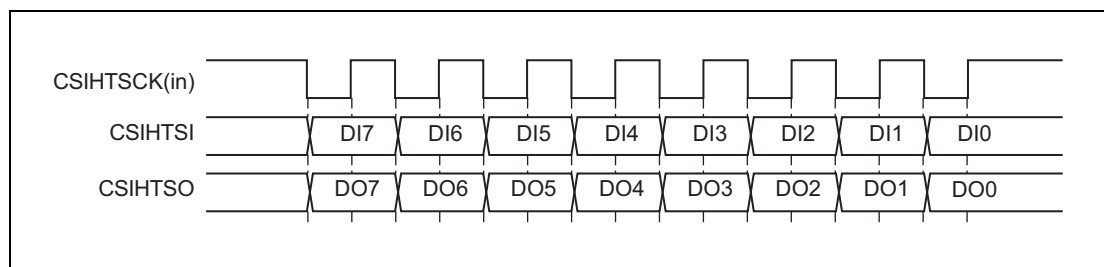 CSIHTSCK(in)
CSIHTSI DI7 DI6 DI5 DI4 DI3 DI2 DI1 DI0
CSIHTSO DO7 DO6 DO5 DO4 DO3 DO2 DO1 DO0